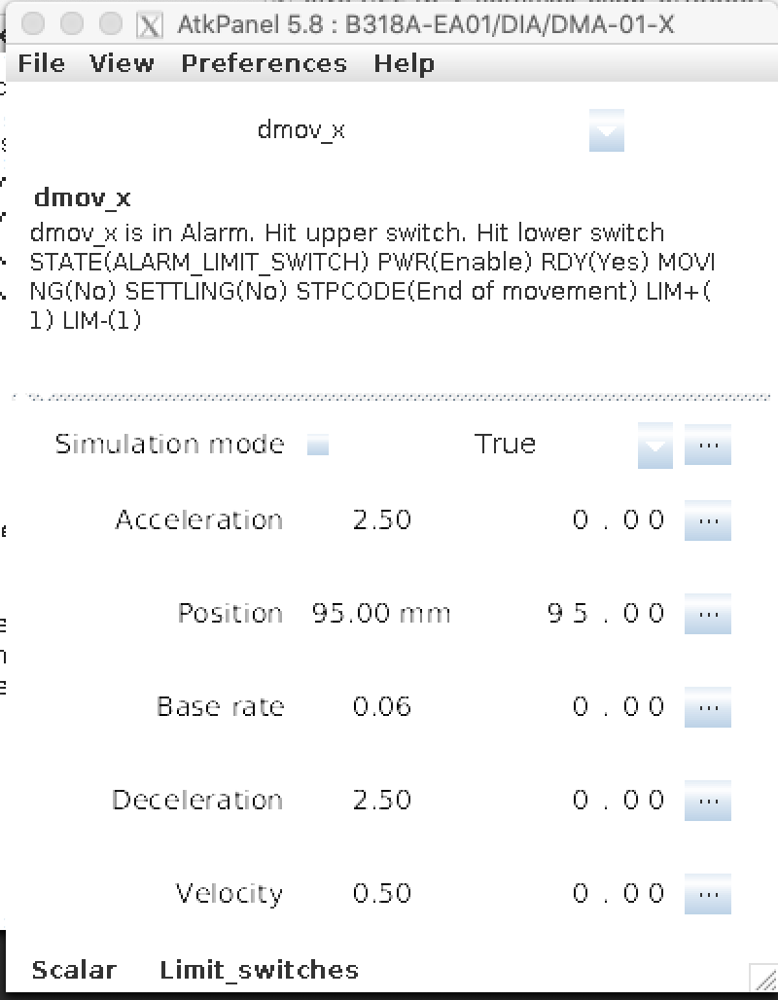 AtkPanel 5.8 : B318A-EA01/DIA/DMA-01-X
File View Preferences Help
dmov_x
dmov_x
dmov_x is in Alarm. Hit upper switch. Hit lower switch
STATE(ALARM_LIMIT_SWITCH) PWR(Enable) RDY(Yes) MOVI
NG(No) SETTLING(No) STPCODE(End of movement) LIM+(
1) LIM-(1)
Simulation mode True ...
Acceleration 2.50 0.00 ...
Position 95.00 mm 95.00 ...
Base rate 0.06 0.00 ...
Deceleration 2.50 0.00 ...
Velocity 0.50 0.00 ...
Scalar Limit_switches